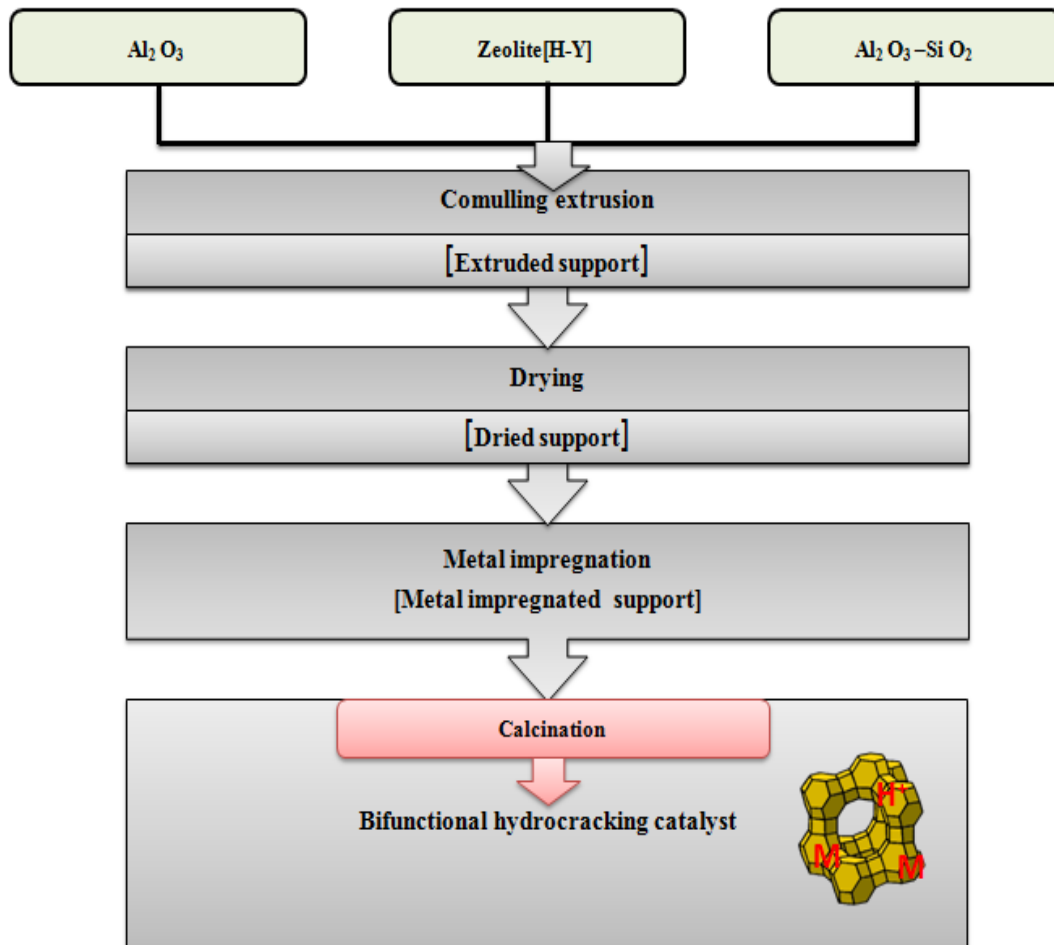 Al₂ O₃
Zeolite[H-Y]
Al₂ O₃ –Si O₂
Comulling extrusion
[Extruded support]
Drying
[Dried support]
Metal impregnation
[Metal impregnated support]
Calcination
Bifunctional hydrocracking catalyst
H⁺
M
M